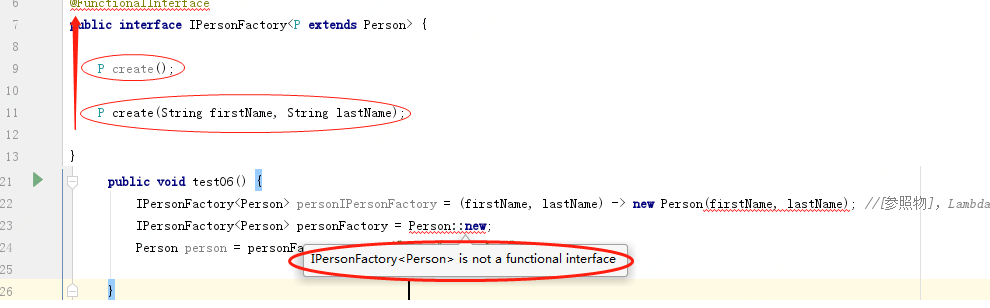 6 @FunctionalInterface
7 public interface IPersonFactory<P extends Person> {
8
9 P create();
10
11 P create(String firstName, String lastName);
12
13 }
21 public void test06() {
22 IPersonFactory<Person> personIPersonFactory = (firstName, lastName) -> new Person(firstName, lastName); //[参照物], Lambda
23 IPersonFactory<Person> personFactory = Person::new;
24 Person person = personFa
IPersonFactory<Person> is not a functional interface
25
26 }